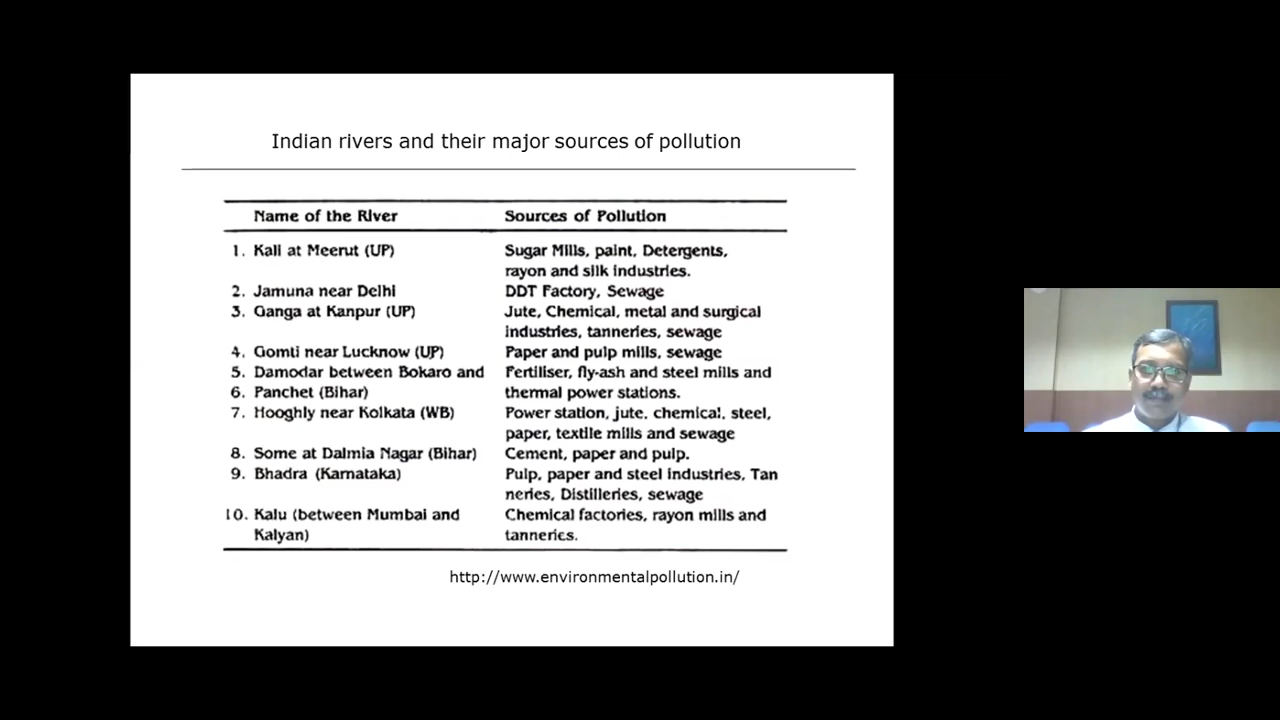 Indian rivers and their major sources of pollution
Name of the River Sources of Pollution
1. Kali at Meerut (UP) Sugar Mills, paint, Detergents,
rayon and silk industries.
2. Jamuna near Delhi DDT Factory, Sewage
3. Ganga at Kanpur (UP) Jute, Chemical, metal and surgical
industries, tanneries, sewage
4. Gomti near Lucknow (UP) Paper and pulp mills, sewage
5. Damodar between Bokaro and Fertiliser, fly-ash and steel mills and
6. Panchet (Bihar) thermal power stations.
7. Hooghly near Kolkata (WB) Power station, jute, chemical, steel,
paper, textile mills and sewage
8. Some at Dalmia Nagar (Bihar) Cement, paper and pulp.
9. Bhadra (Karnataka) Pulp, paper and steel industries, Tan
neries, Distilleries, sewage
10. Kalu (between Mumbai and Chemical factories, rayon mills and
Kalyan) tanneries.
http://www.environmentalpollution.in/